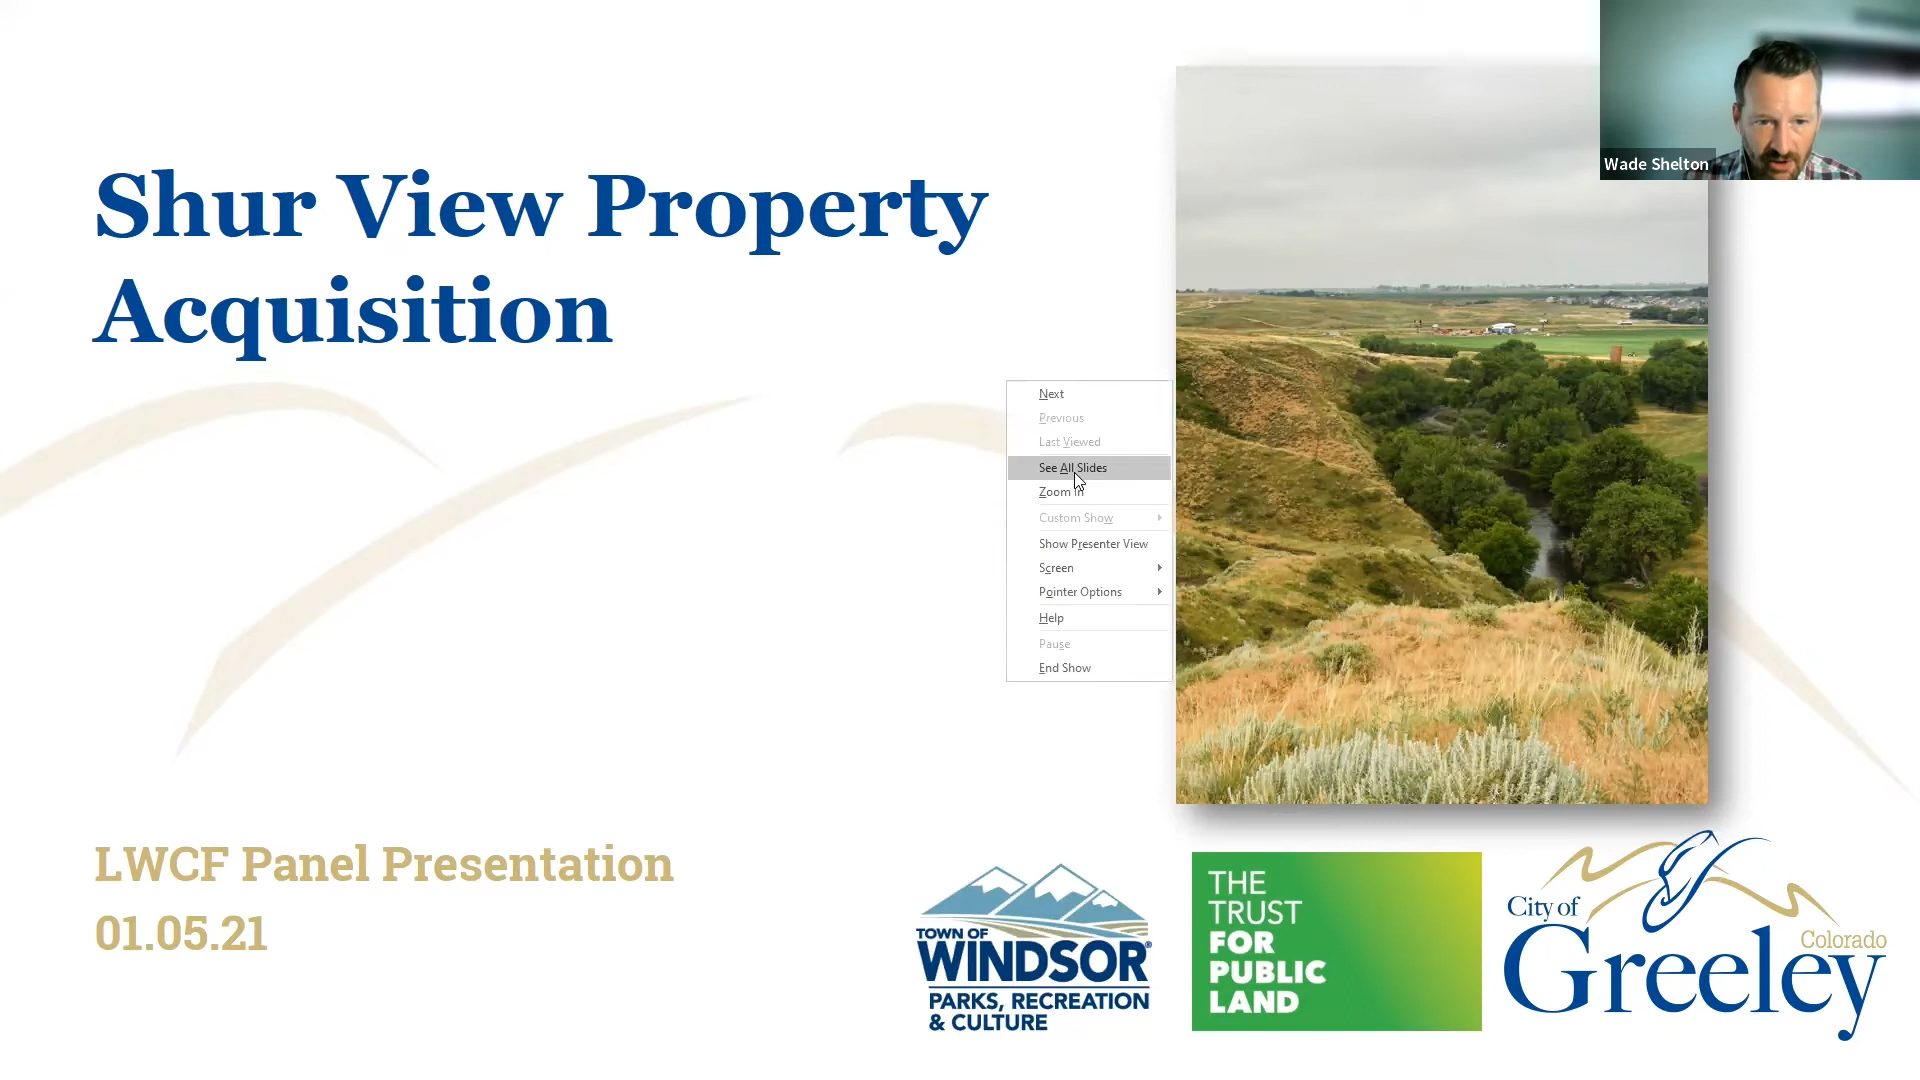 Shur View Property
Acquisition
Wade Shelton
Next
Previous
Last Viewed
See All Slides
Zoom In
Custom Show
Show Presenter View
Screen
Pointer Options
Help
Pause
End Show
LWCF Panel Presentation
01.05.21
TOWN OF
WINDSOR®
PARKS, RECREATION
& CULTURE
THE
TRUST
FOR
PUBLIC
LAND
City of
Colorado
Greeley